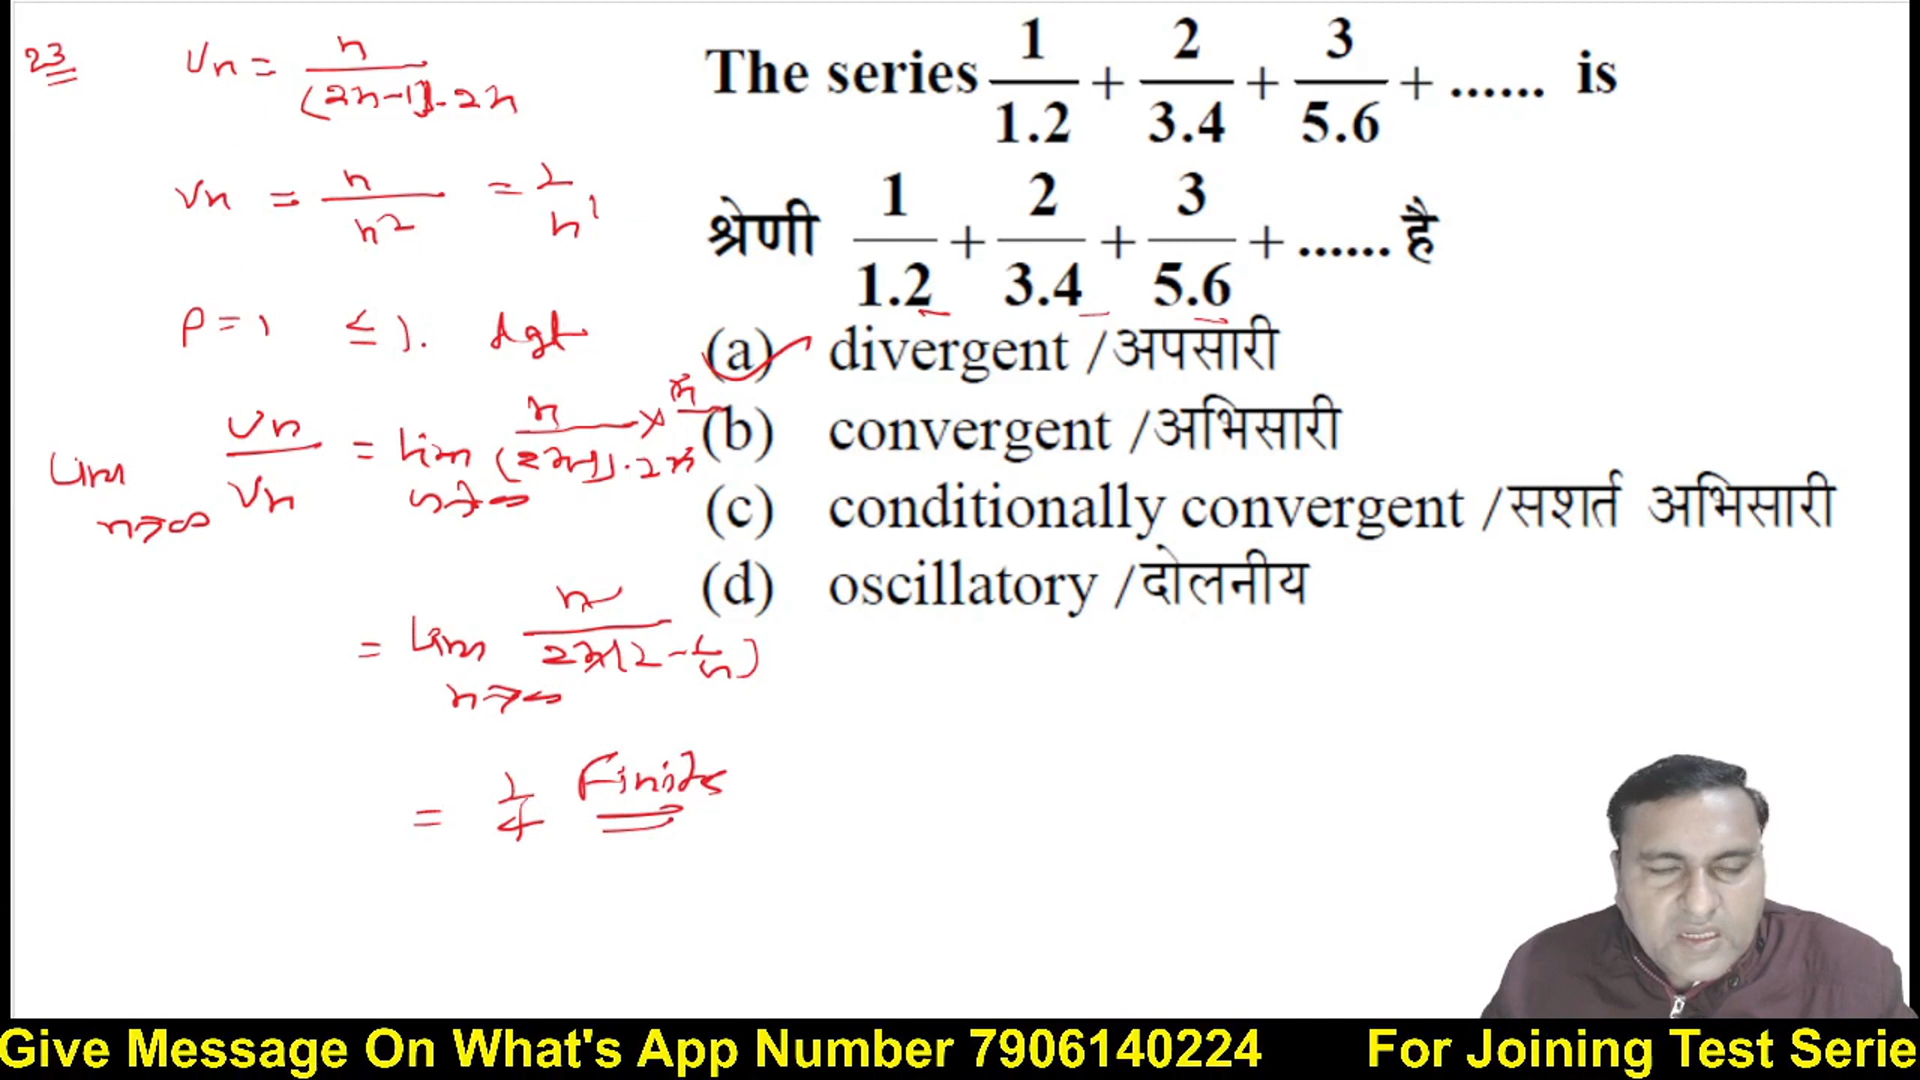 23
Un = n / (2n-1).2n
The series 1/1.2 + 2/3.4 + 3/5.6 + ...... is
Vn = n / n² = 1 / n¹
श्रेणी 1/1.2 + 2/3.4 + 3/5.6 + ...... है
P = 1 ≤ 1. dgt
(a) divergent /अपसारी
Lim n→∞ Un / Vn = lim n→∞ n / (2n-1).2n × n
(b) convergent /अभिसारी
(c) conditionally convergent /सशर्त अभिसारी
(d) oscillatory /दोलनीय
= Lim n→∞ n / 2n(2 - 1/n)
= 1/4 Finite
Give Message On What's App Number 7906140224 For Joining Test Serie